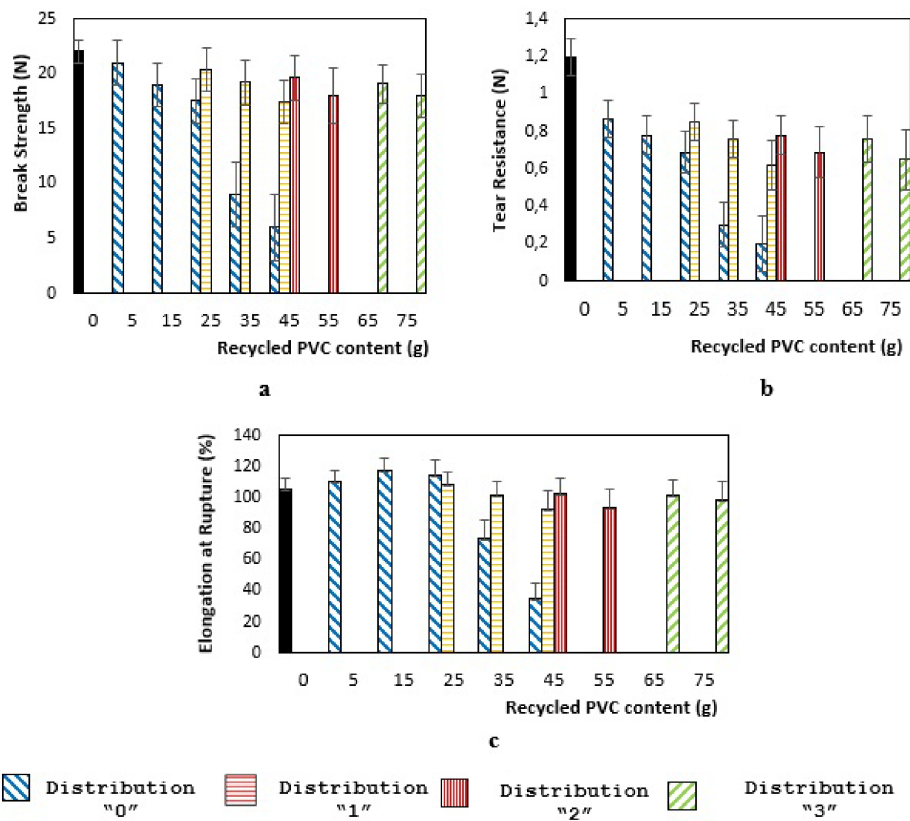 25
20
15
10
5
0
Break Strength (N)
0 5 15 25 35 45 55 65 75
Recycled PVC content (g)
a
1,4
1,2
1
0,8
0,6
0,4
0,2
0
Tear Resistance (N)
0 5 15 25 35 45 55 65 75
Recycled PVC content (g)
b
140
120
100
80
60
40
20
0
Elongation at Rupture (%)
0 5 15 25 35 45 55 65 75
Recycled PVC content (g)
c
Distribution
“0”
Distribution
“1”
Distribution
“2”
Distribution
“3”